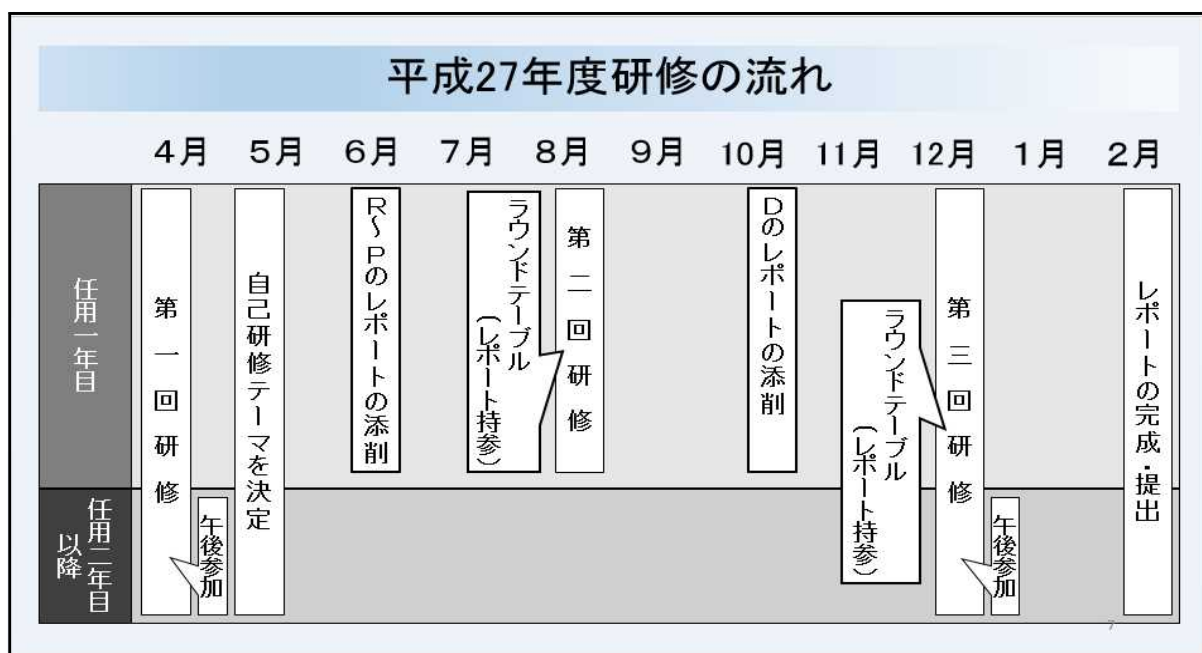 平成27年度研修の流れ
4月 5月 6月 7月 8月 9月 10月 11月 12月 1月 2月
任用一年目
任用二年目
以降
第一回研修
午後参加
自己研修テーマを決定
R~Pのレポートの添削
ラウンドテーブル
(レポート持参)
第二回研修
Dのレポートの添削
ラウンドテーブル
(レポート持参)
第三回研修
午後参加
レポートの完成・提出
7